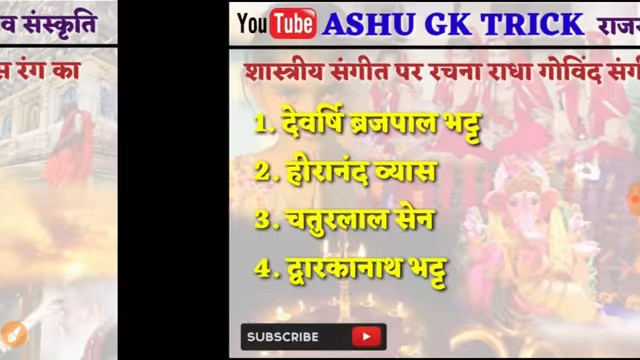 व संस्कृति
स रंग का
YouTube ASHU GK TRICK राज
शास्त्रीय संगीत पर रचना राधा गोविंद संगी
1. देवर्षि ब्रजपाल भट्ट
2. हीरानंद व्यास
3. चतुरलाल सेन
4. द्वारकानाथ भट्ट
SUBSCRIBE